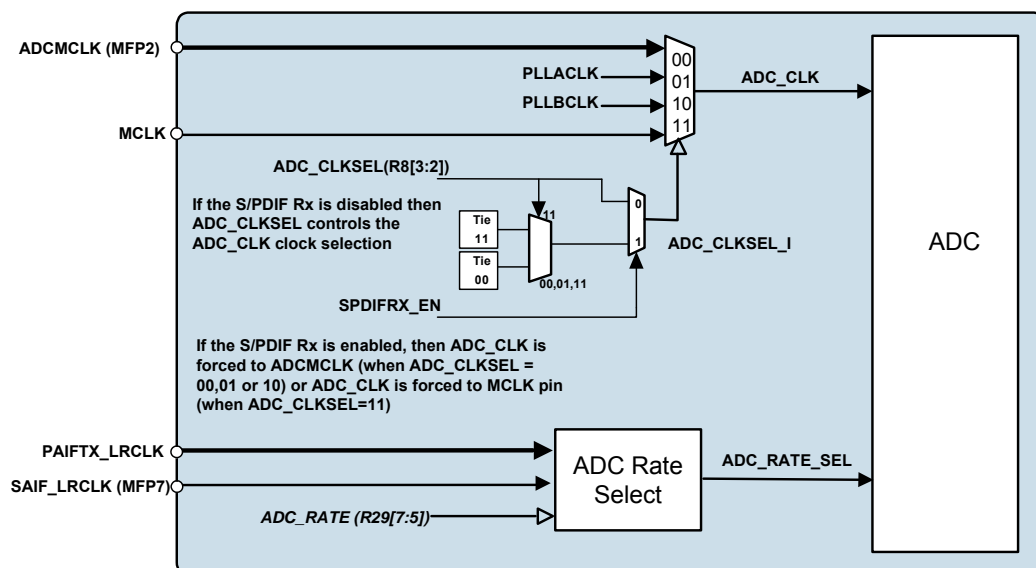 ADCMCLK (MFP2)
PLLACLK
PLLBCLK
MCLK
00
01
10
11
ADC_CLK
ADC_CLKSEL(R8[3:2])
If the S/PDIF Rx is disabled then
ADC_CLKSEL controls the
ADC_CLK clock selection
Tie
11
Tie
00
11
00,01,11
0
1
ADC_CLKSEL_I
SPDIFRX_EN
ADC
If the S/PDIF Rx is enabled, then ADC_CLK is
forced to ADCMCLK (when ADC_CLKSEL =
00,01 or 10) or ADC_CLK is forced to MCLK pin
(when ADC_CLKSEL=11)
PAIFTX_LRCLK
SAIF_LRCLK (MFP7)
ADC_RATE (R29[7:5])
ADC Rate
Select
ADC_RATE_SEL